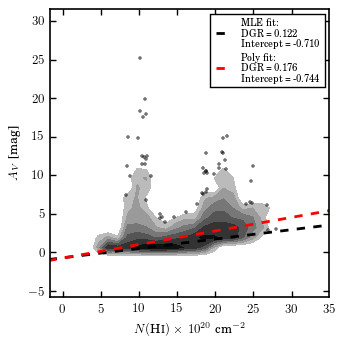 MLE fit:
DGR = 0.122
Intercept = -0.710
Poly fit:
DGR = 0.176
Intercept = -0.744
30
25
20
15
10
5
0
−5
A_V [mag]
0 5 10 15 20 25 30 35
N(HI) × 10^20 cm^−2